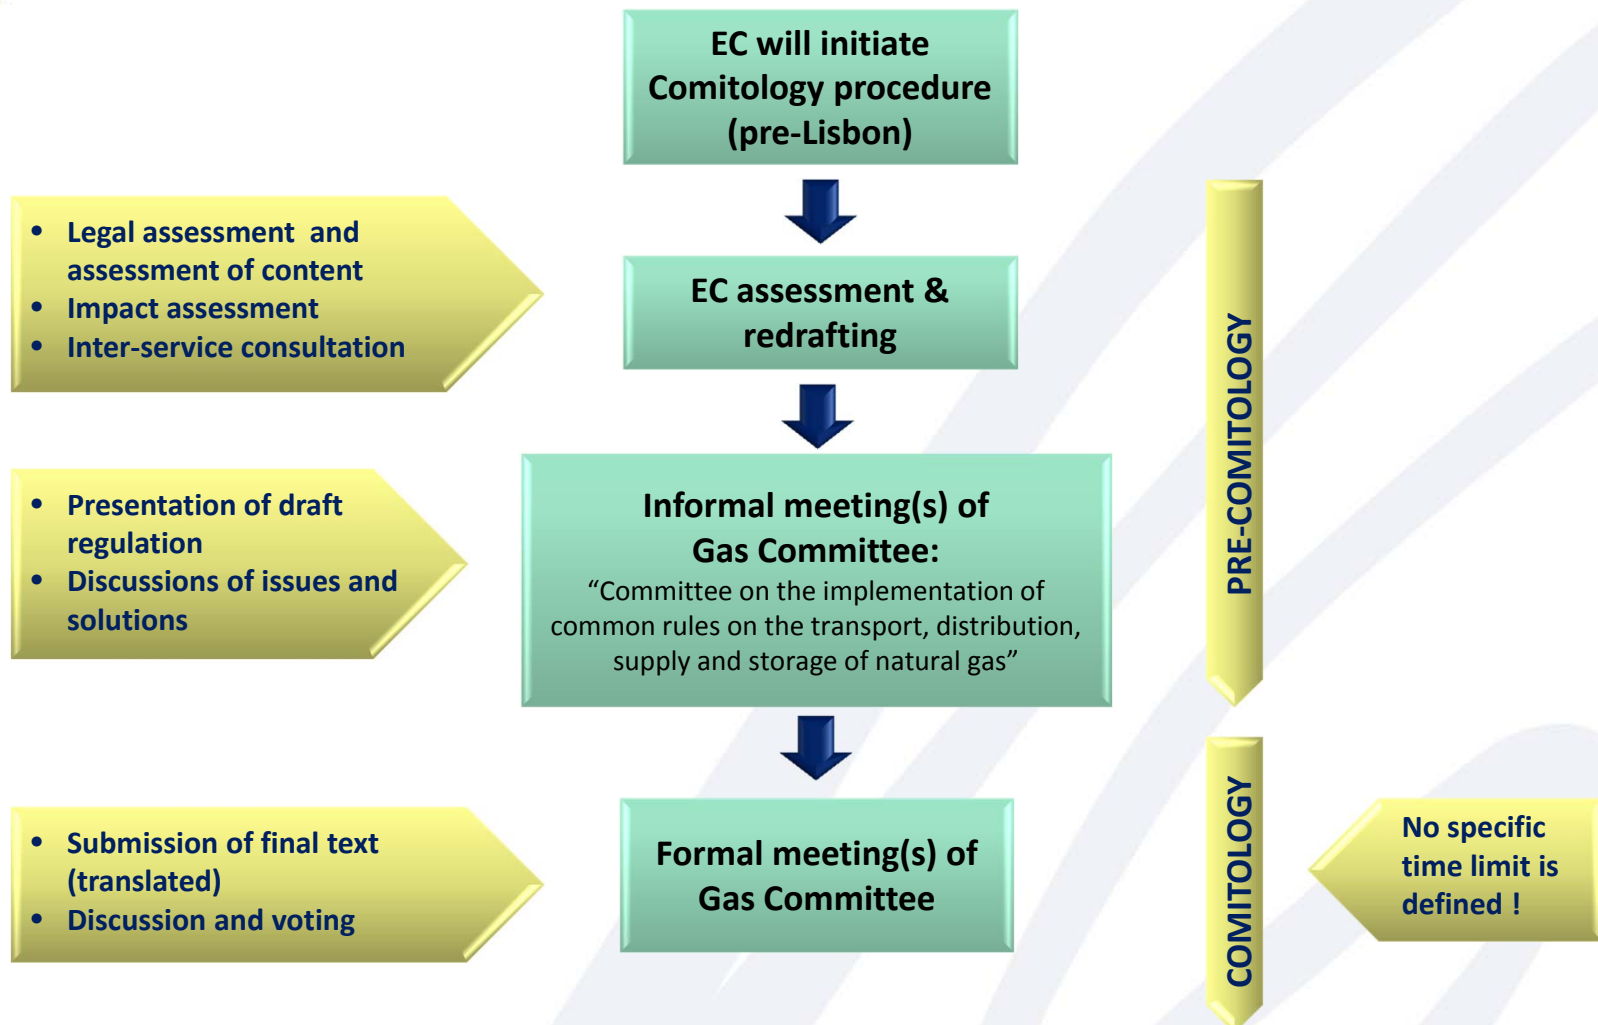 EC will initiate
Comitology procedure
(pre-Lisbon)
• Legal assessment  and
assessment of content
• Impact assessment
• Inter-service consultation
EC assessment &
redrafting
PRE-COMITOLOGY
• Presentation of draft
regulation
• Discussions of issues and
solutions
Informal meeting(s) of
Gas Committee:
“Committee on the implementation of
common rules on the transport, distribution,
supply and storage of natural gas”
• Submission of final text
(translated)
• Discussion and voting
Formal meeting(s) of
Gas Committee
COMITOLOGY
No specific
time limit is
defined !